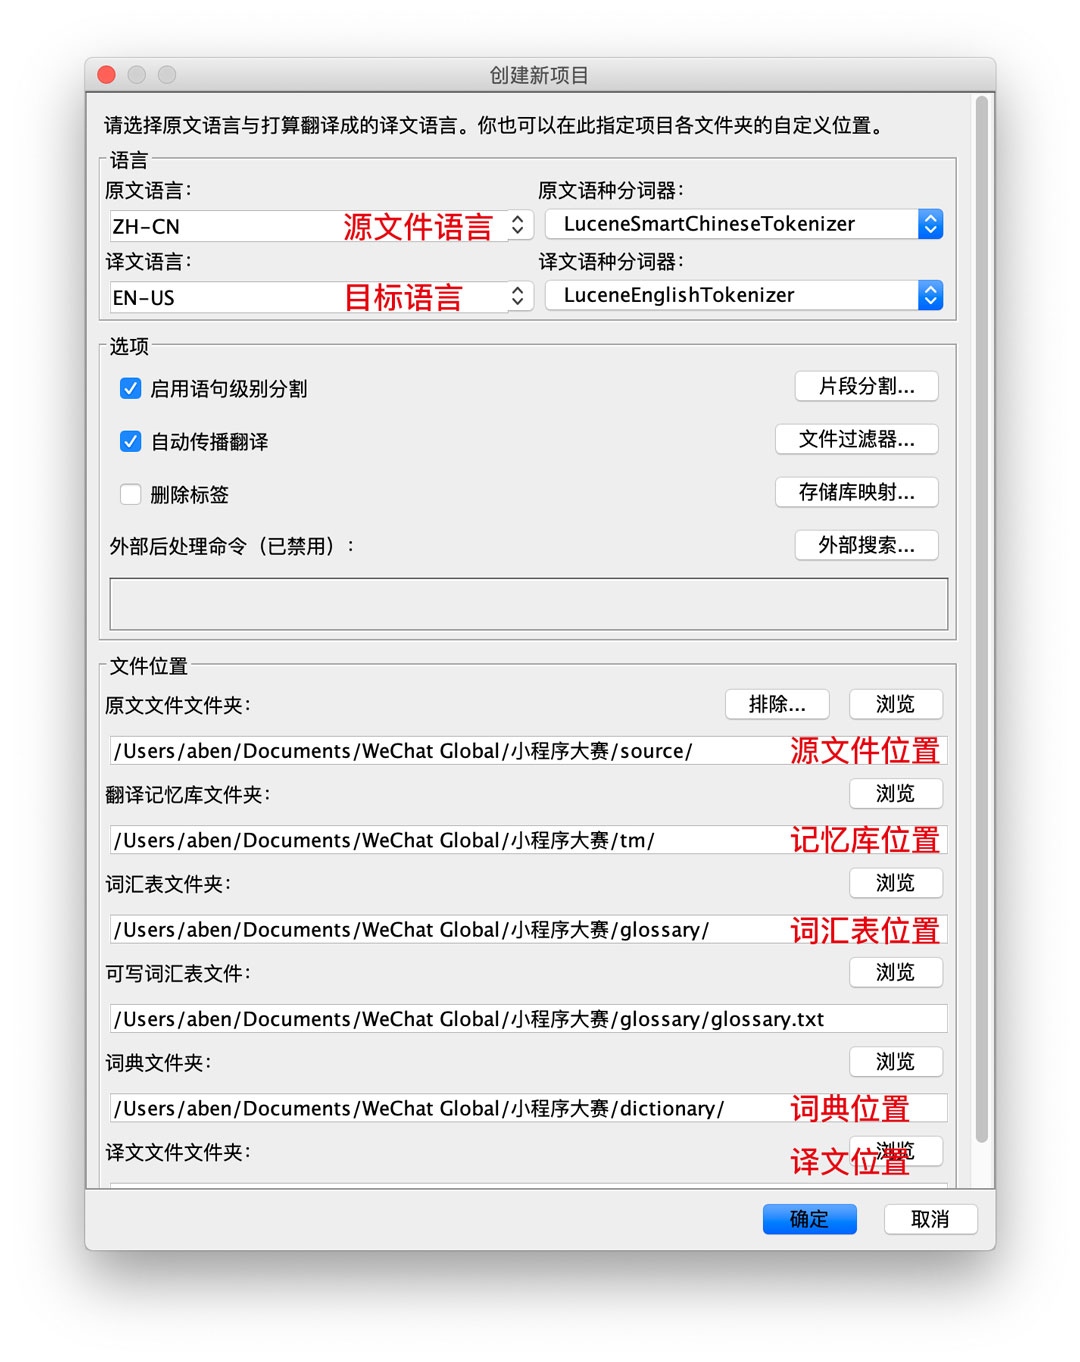 创建新项目
请选择原文语言与打算翻译成的译文语言。你也可以在此指定项目各文件夹的自定义位置。
语言
原文语言: 原文语种分词器:
ZH-CN 源文件语言 LuceneSmartChineseTokenizer
译文语言: 译文语种分词器:
EN-US 目标语言 LuceneEnglishTokenizer
选项
启用语句级别分割 片段分割...
自动传播翻译 文件过滤器...
删除标签 存储库映射...
外部后处理命令（已禁用）: 外部搜索...
文件位置
原文文件文件夹: 排除... 浏览
/Users/aben/Documents/WeChat Global/小程序大赛/source/ 源文件位置
翻译记忆库文件夹: 浏览
/Users/aben/Documents/WeChat Global/小程序大赛/tm/ 记忆库位置
词汇表文件夹: 浏览
/Users/aben/Documents/WeChat Global/小程序大赛/glossary/ 词汇表位置
可写词汇表文件: 浏览
/Users/aben/Documents/WeChat Global/小程序大赛/glossary/glossary.txt
词典文件夹: 浏览
/Users/aben/Documents/WeChat Global/小程序大赛/dictionary/ 词典位置
译文文件文件夹: 浏览
译文位置
确定 取消